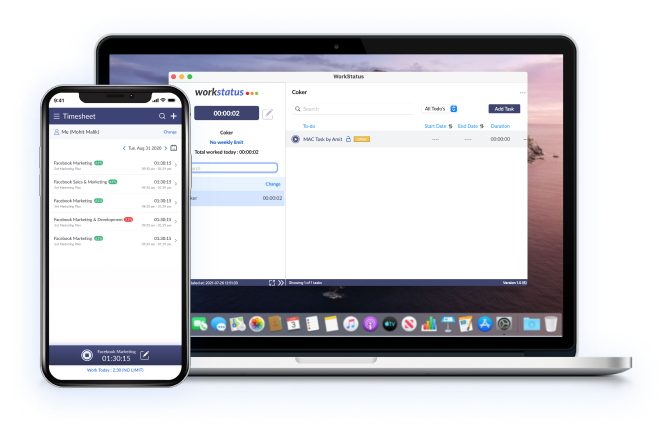 WorkStatus
workstatus
Coker
00:00:02
Search
All Todo's
Add Task
Coker
No weekly limit
Total worked today : 00:00:02
To-do
Start Date
End Date
Duration
MAC Task by Amit
----
----
00:00:00
Change
00:00:02
Showing 1 of 1 tasks
9:41
Timesheet
Me (Mohit Malik)
Change
Tue, Aug 31 2020
Facebook Marketing
01:30:15
Facebook Sales & Marketing
01:30:15
Facebook Marketing
01:30:15
Facebook Marketing & Development
01:30:15
Facebook Marketing
01:30:15
Facebook Marketing
01:30:15
Work Today : 2:30 (NO LIMIT)